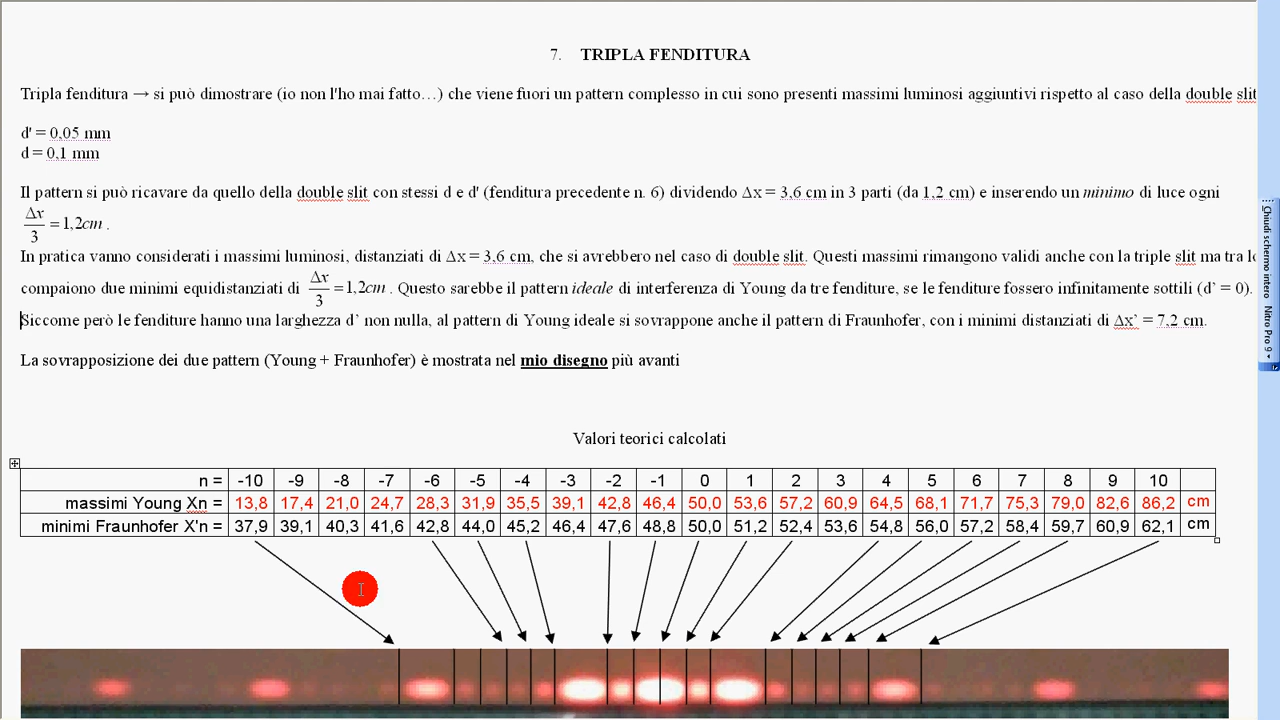 7. TRIPLA FENDITURA
Tripla fenditura → si può dimostrare (io non l'ho mai fatto…) che viene fuori un pattern complesso in cui sono presenti massimi luminosi aggiuntivi rispetto al caso della double slit
d' = 0,05 mm
d = 0,1 mm
Il pattern si può ricavare da quello della double slit con stessi d e d' (fenditura precedente n. 6) dividendo Δx = 3,6 cm in 3 parti (da 1,2 cm) e inserendo un minimo di luce ogni
Δx/3 = 1,2cm .
In pratica vanno considerati i massimi luminosi, distanziati di Δx = 3,6 cm, che si avrebbero nel caso di double slit. Questi massimi rimangono validi anche con la triple slit ma tra lo
compaiono due minimi equidistanziati di Δx/3 = 1,2cm . Questo sarebbe il pattern ideale di interferenza di Young da tre fenditure, se le fenditure fossero infinitamente sottili (d' = 0).
Siccome però le fenditure hanno una larghezza d' non nulla, al pattern di Young ideale si sovrappone anche il pattern di Fraunhofer, con i minimi distanziati di Δx' = 7,2 cm.
La sovrapposizione dei due pattern (Young + Fraunhofer) è mostrata nel mio disegno più avanti
Valori teorici calcolati
n = -10 -9 -8 -7 -6 -5 -4 -3 -2 -1 0 1 2 3 4 5 6 7 8 9 10
massimi Young Xn = 13,8 17,4 21,0 24,7 28,3 31,9 35,5 39,1 42,8 46,4 50,0 53,6 57,2 60,9 64,5 68,1 71,7 75,3 79,0 82,6 86,2 cm
minimi Fraunhofer X'n = 37,9 39,1 40,3 41,6 42,8 44,0 45,2 46,4 47,6 48,8 50,0 51,2 52,4 53,6 54,8 56,0 57,2 58,4 59,7 60,9 62,1 cm
Chiudi schermo intero
Nitro Pro 9